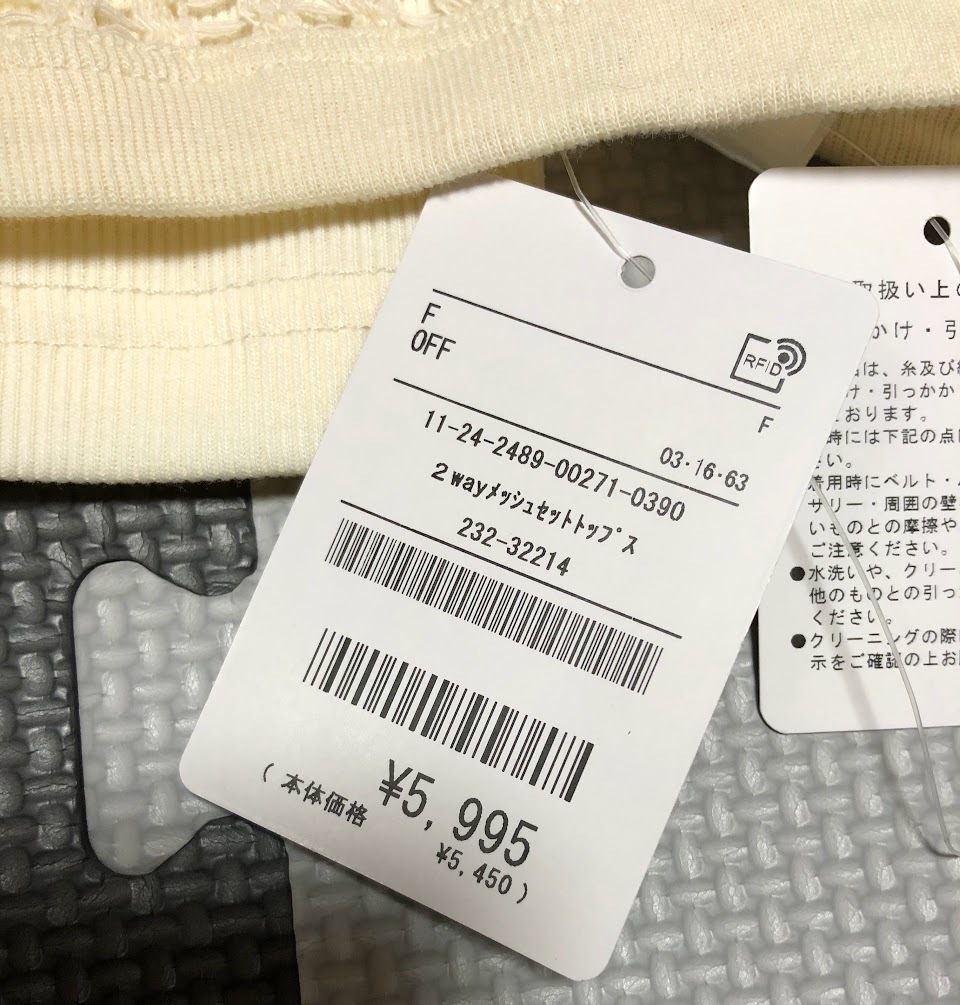 F
OFF
RFID
F
03・16・63
11-24-2489-00271-0390
2wayﾒｯｼｭｾｯﾄﾄｯﾌﾟｽ
232-32214
¥5,995
( 本体価格 ¥5,450 )
取扱い上の
かけ・引
は、糸及び
け・引っかか
おります。
時には下記の点
さい。
着用時にベルト・
サリー・周囲の壁
いものとの摩擦や
ご注意ください。
●水洗いや、クリー
他のものとの引っ
ください。
●クリーニングの際
示をご確認の上お